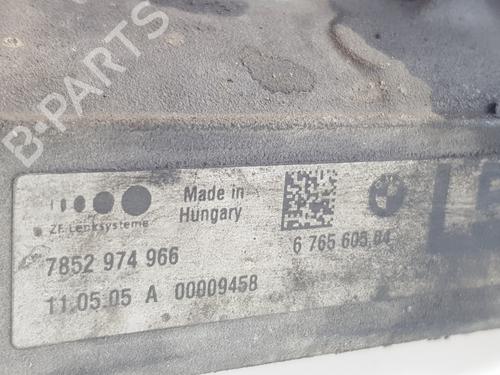 B-PARTS
ZF Lenksysteme
Made in
Hungary
7852 974 966
6 765 605 04
11.05.05 A 00009458